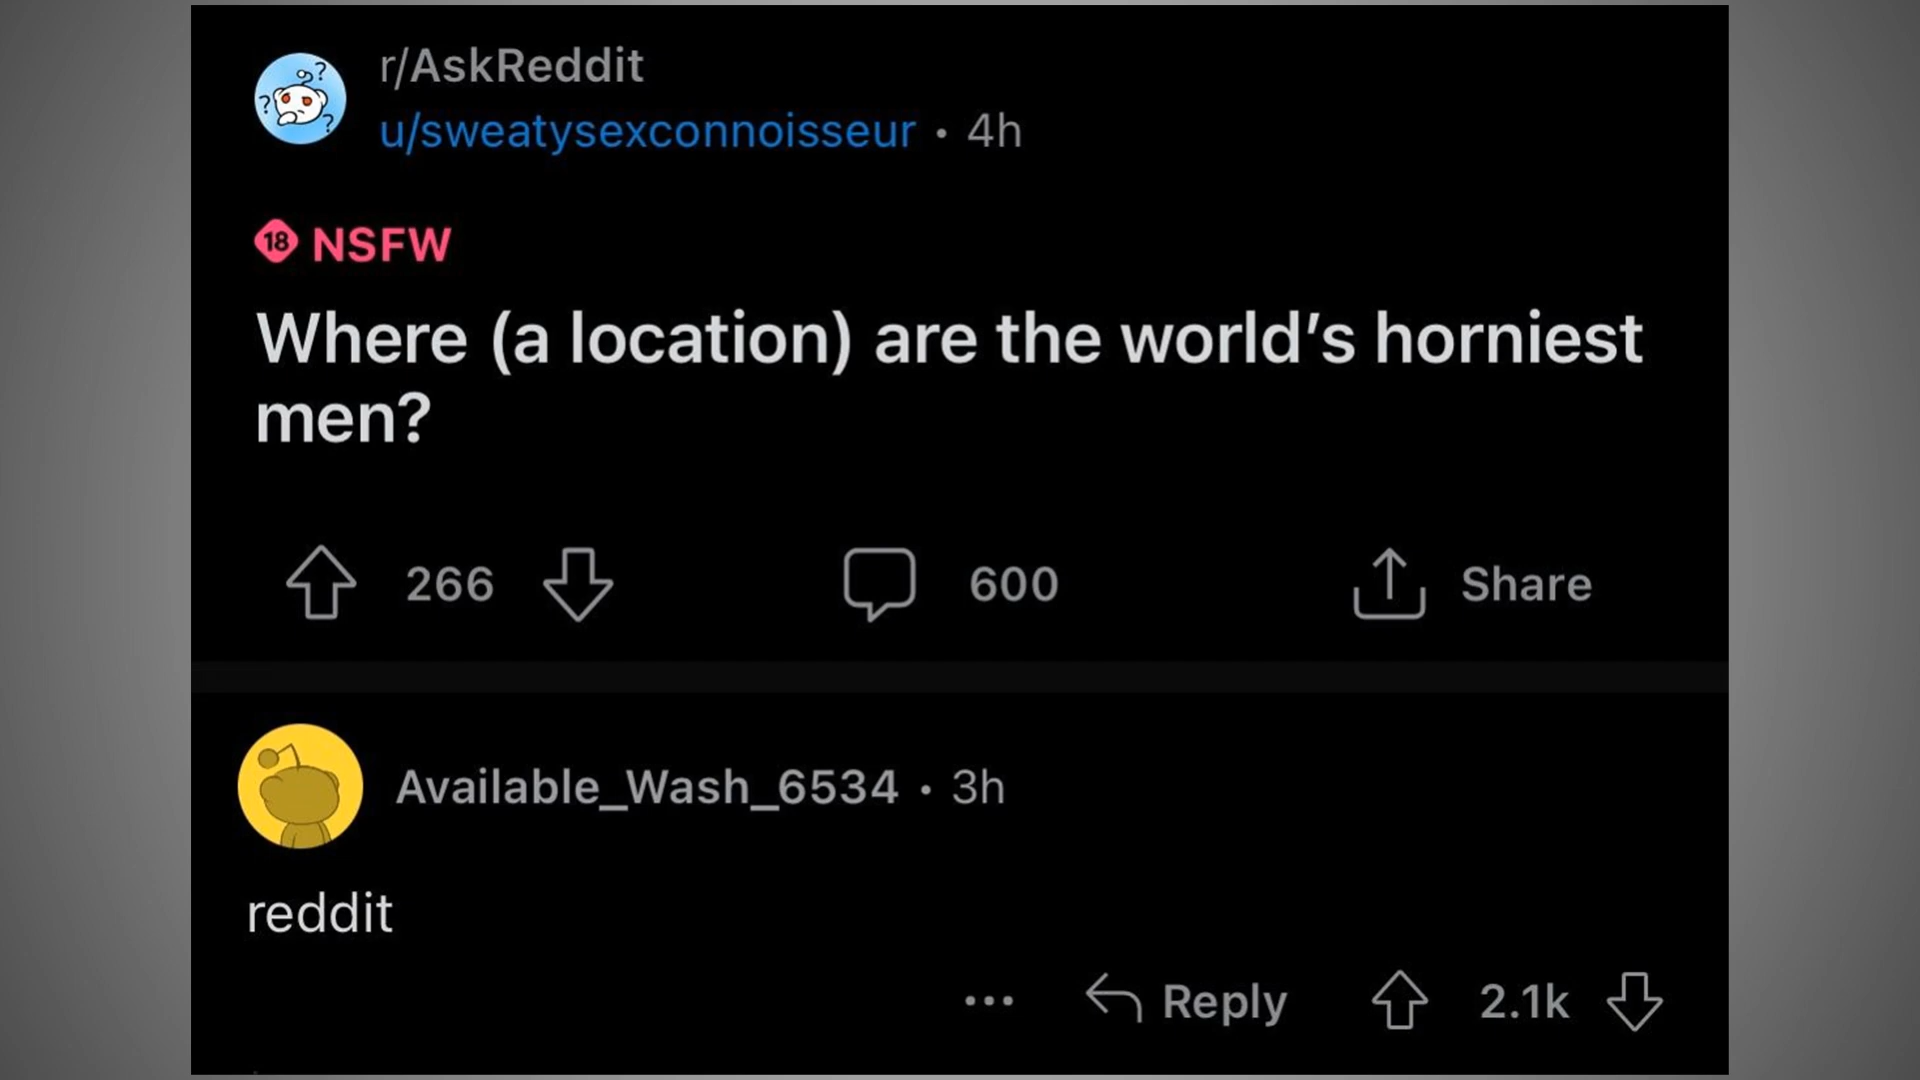 r/AskReddit
u/sweatysexconnoisseur • 4h
18 NSFW
Where (a location) are the world's horniest
men?
266 600 Share
Available_Wash_6534 • 3h
reddit
... Reply 2.1k